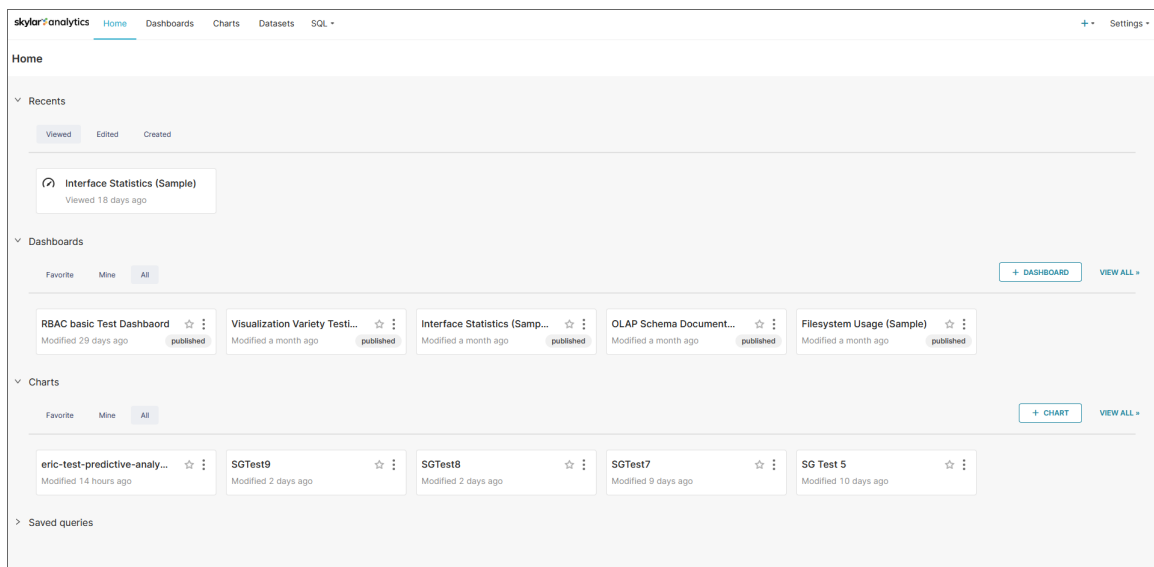 skylar analytics Home Dashboards Charts Datasets SQL + Settings
Home
Recents
Viewed Edited Created
Interface Statistics (Sample)
Viewed 18 days ago
Dashboards
Favorite Mine All + DASHBOARD VIEW ALL »
RBAC basic Test Dashbaord Visualization Variety Testi... Interface Statistics (Samp... OLAP Schema Document... Filesystem Usage (Sample)
Modified 29 days ago published Modified a month ago published Modified a month ago published Modified a month ago published Modified a month ago published
Charts
Favorite Mine All + CHART VIEW ALL »
eric-test-predictive-analy... SGTest9 SGTest8 SGTest7 SG Test 5
Modified 14 hours ago Modified 2 days ago Modified 2 days ago Modified 9 days ago Modified 10 days ago
Saved queries